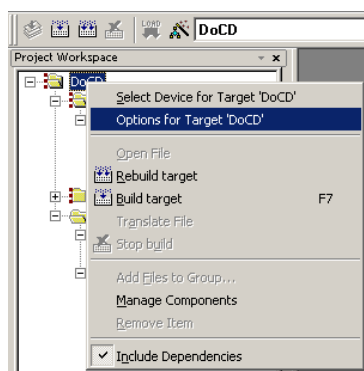 LOAD
DoCD
Project Workspace
DoCD
Select Device for Target 'DoCD'
Options for Target 'DoCD'
Open File
Rebuild target
Build target F7
Translate File
Stop build
Add Files to Group...
Manage Components
Remove Item
Include Dependencies